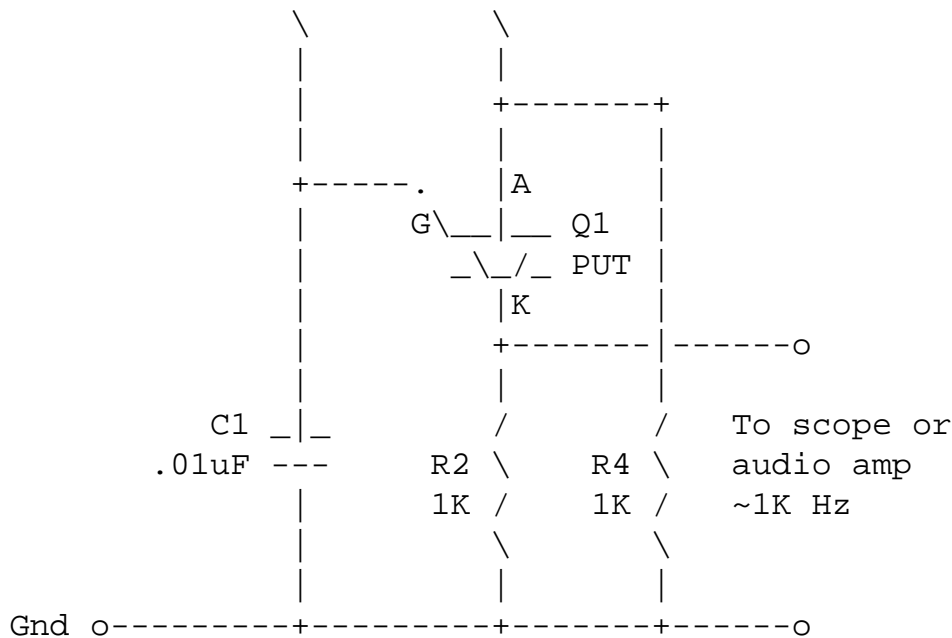 A
G Q1
PUT
K
C1 To scope or
.01uF R2 R4 audio amp
1K 1K ~1K Hz
Gnd